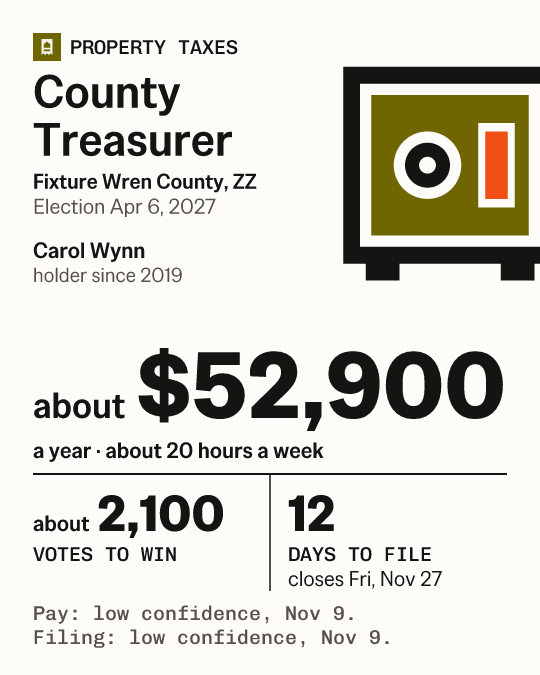 PROPERTY TAXES
County
Treasurer
Fixture Wren County, ZZ
Election Apr 6, 2027
Carol Wynn
holder since 2019
about $52,900
a year · about 20 hours a week
about 2,100
VOTES TO WIN
12
DAYS TO FILE
closes Fri, Nov 27
Pay: low confidence, Nov 9.
Filing: low confidence, Nov 9.